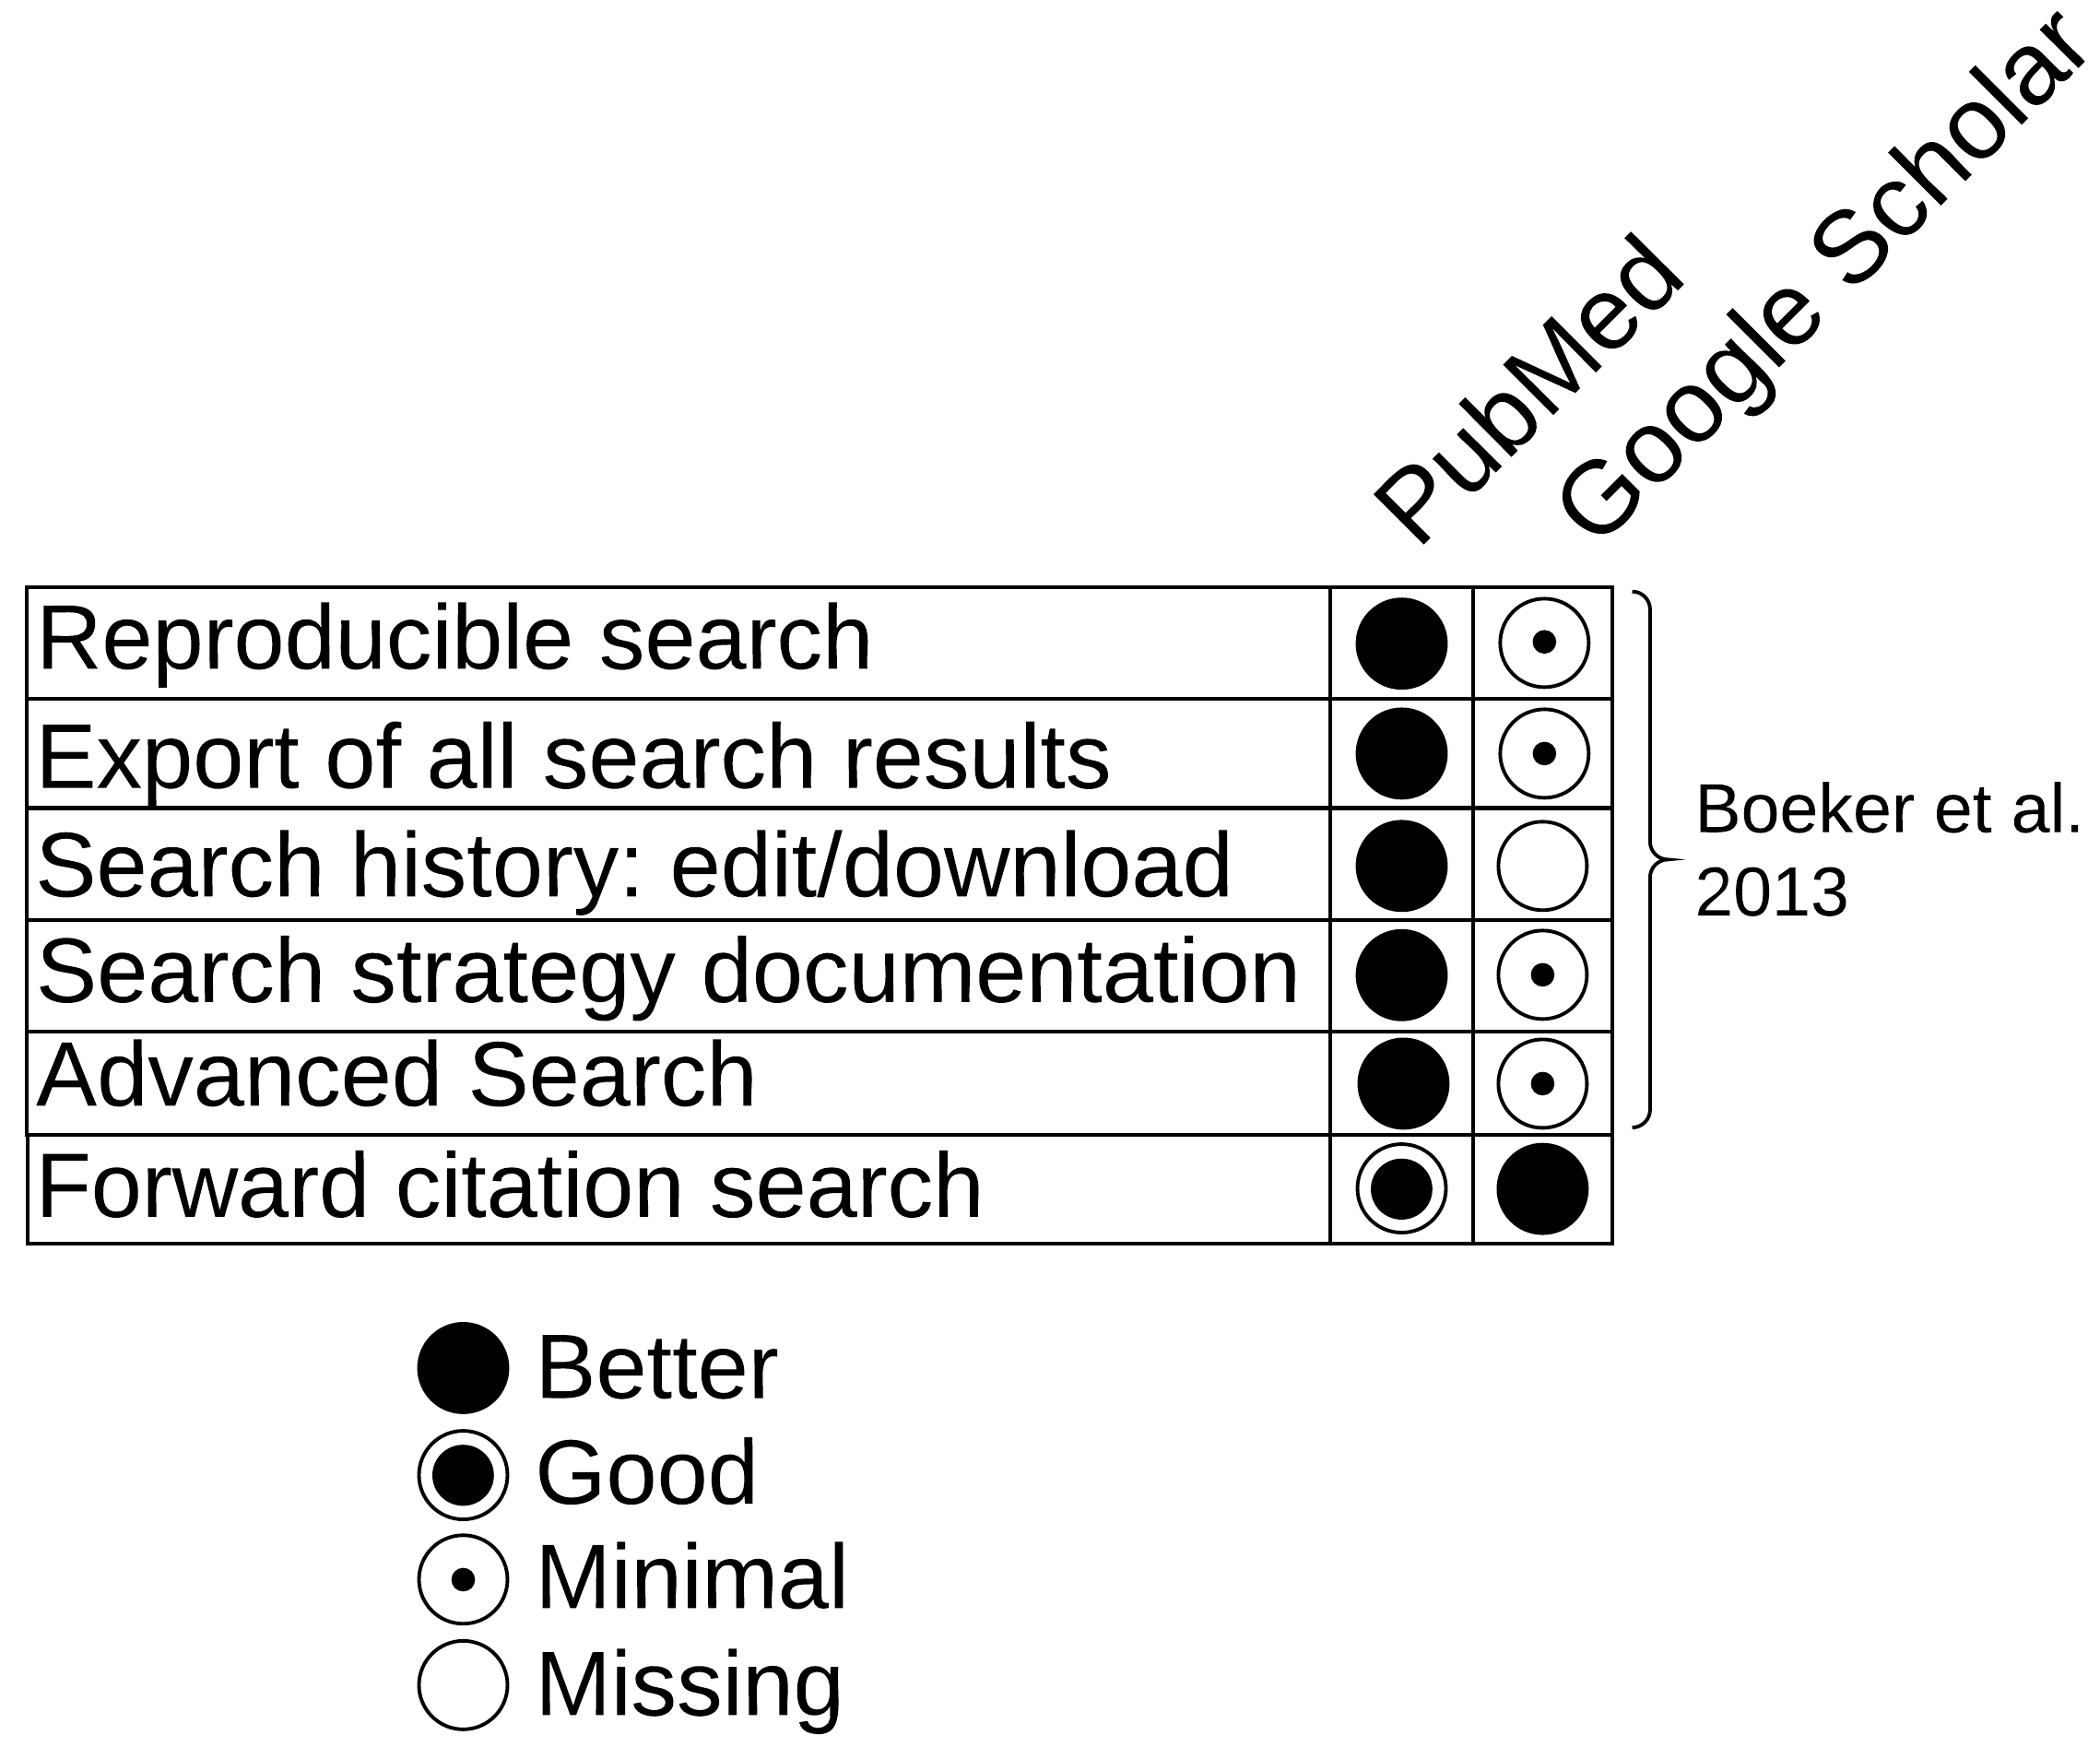 PubMed
Google Scholar
Reproducible search
Export of all search results
Search history: edit/download
Search strategy documentation
Advanced Search
Forward citation search
Boeker et al.
2013
Better
Good
Minimal
Missing